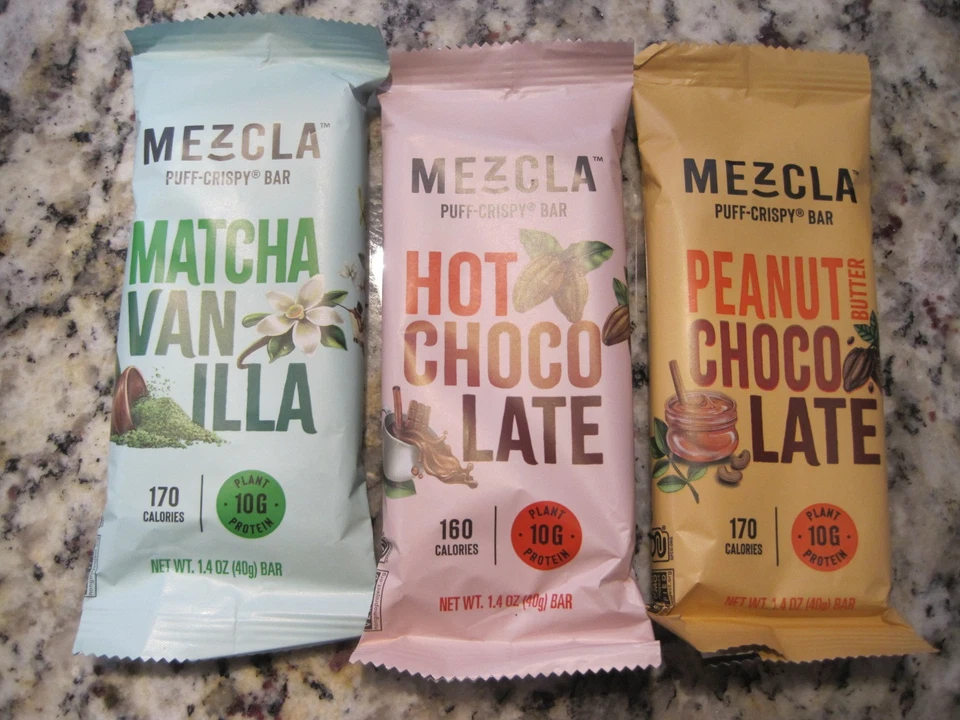 MEZCLA™
PUFF-CRISPY® BAR
MATCHA
VAN
ILLA
170
CALORIES
PLANT
10G
PROTEIN
NET WT. 1.4 OZ (40g) BAR
MEZCLA™
PUFF-CRISPY® BAR
HOT
CHOCO
LATE
160
CALORIES
PLANT
10G
PROTEIN
NET WT. 1.4 OZ (40g) BAR
MEZCLA™
PUFF-CRISPY® BAR
PEANUT
BUTTER
CHOCO
LATE
170
CALORIES
PLANT
10G
PROTEIN
NET WT. 1.4 OZ (40g) BAR